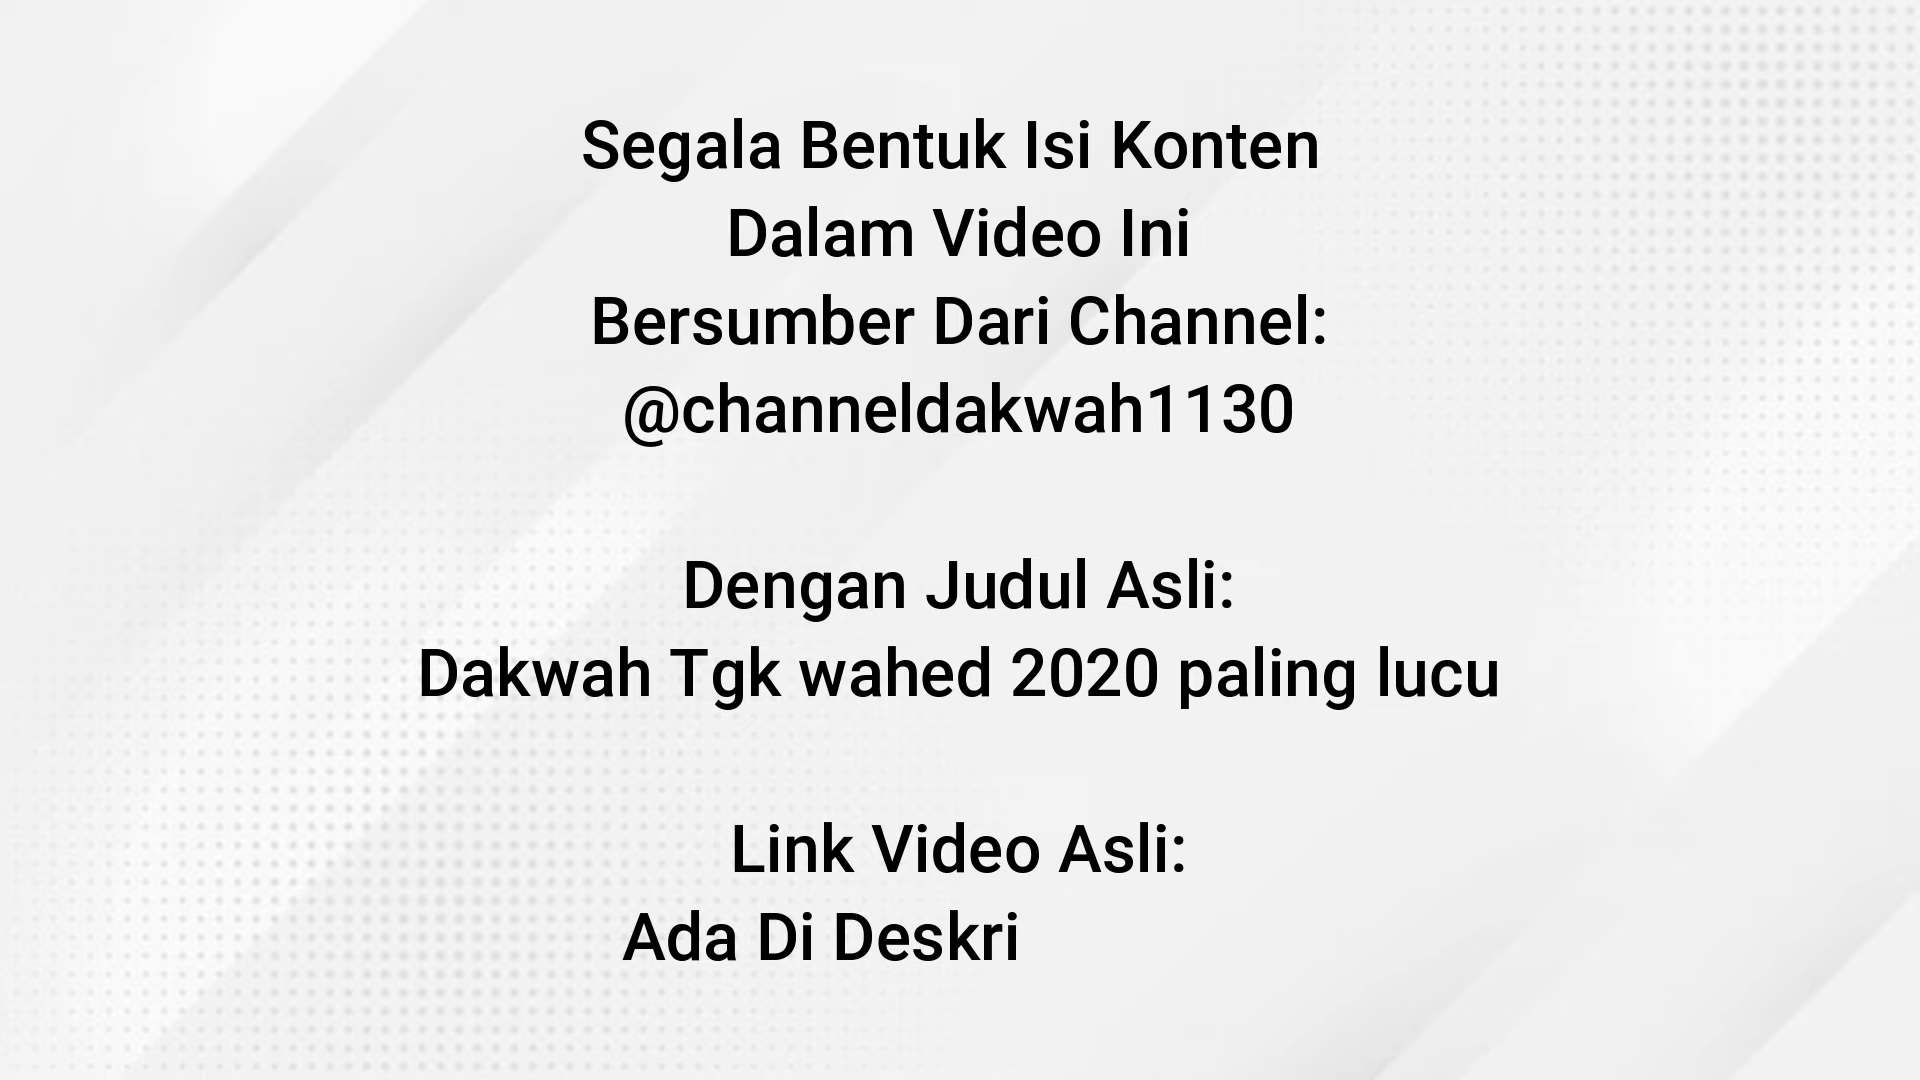 Segala Bentuk Isi Konten
Dalam Video Ini
Bersumber Dari Channel:
@channeldakwah1130
Dengan Judul Asli:
Dakwah Tgk wahed 2020 paling lucu
Link Video Asli:
Ada Di Deskri